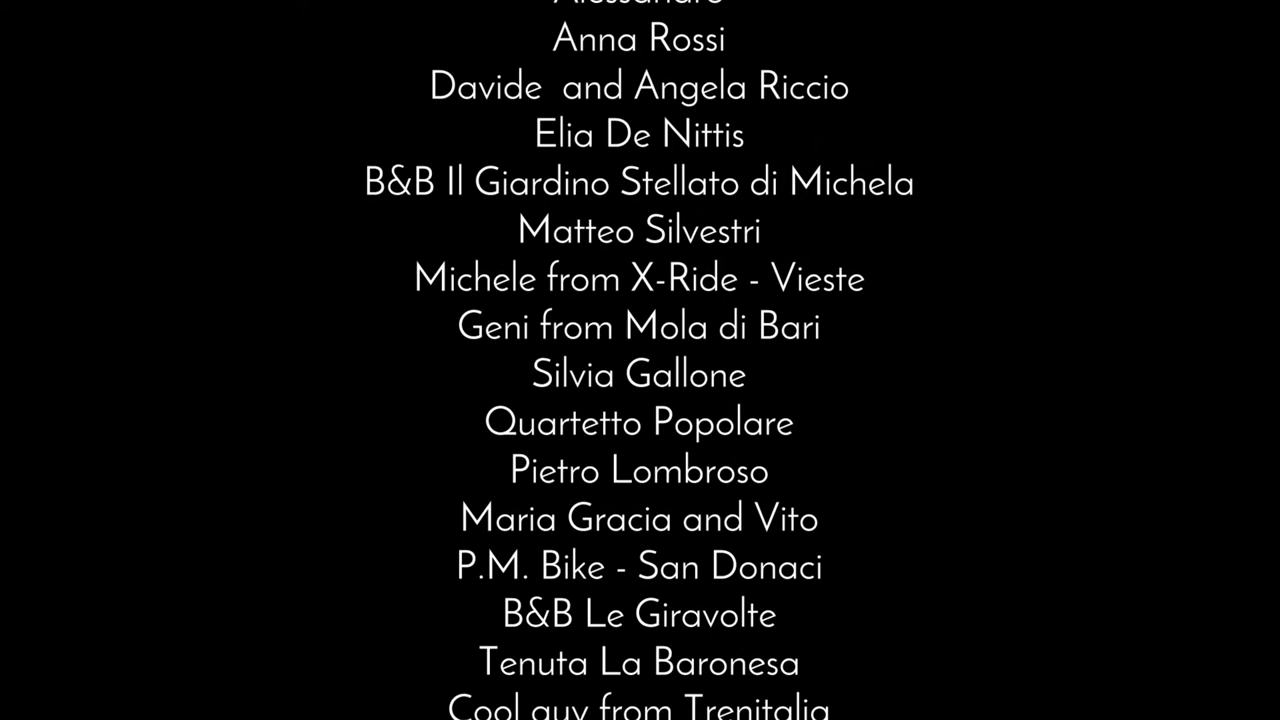 Alessandro
Anna Rossi
Davide  and Angela Riccio
Elia De Nittis
B&B Il Giardino Stellato di Michela
Matteo Silvestri
Michele from X-Ride - Vieste
Geni from Mola di Bari
Silvia Gallone
Quartetto Popolare
Pietro Lombroso
Maria Gracia and Vito
P.M. Bike - San Donaci
B&B Le Giravolte
Tenuta La Baronesa
Cool guy from Trenitalia